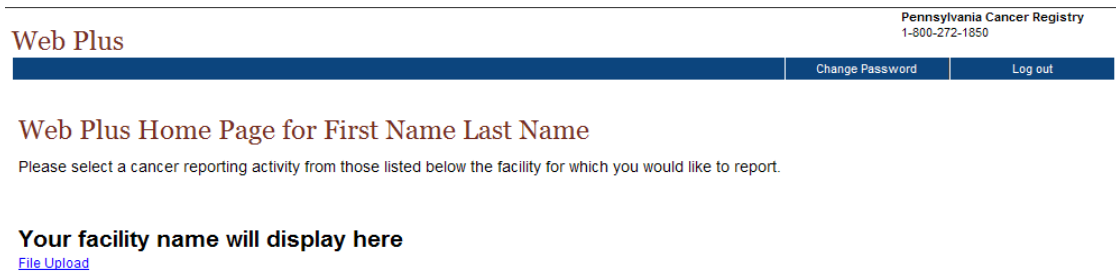 Pennsylvania Cancer Registry
Web Plus
1-800-272-1850
Change Password Log out
Web Plus Home Page for First Name Last Name
Please select a cancer reporting activity from those listed below the facility for which you would like to report.
Your facility name will display here
File Upload